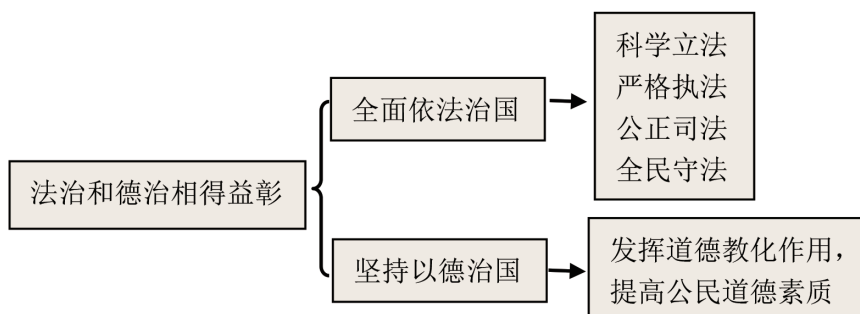 法治和德治相得益彰
全面依法治国
科学立法
严格执法
公正司法
全民守法
坚持以德治国
发挥道德教化作用，
提高公民道德素质